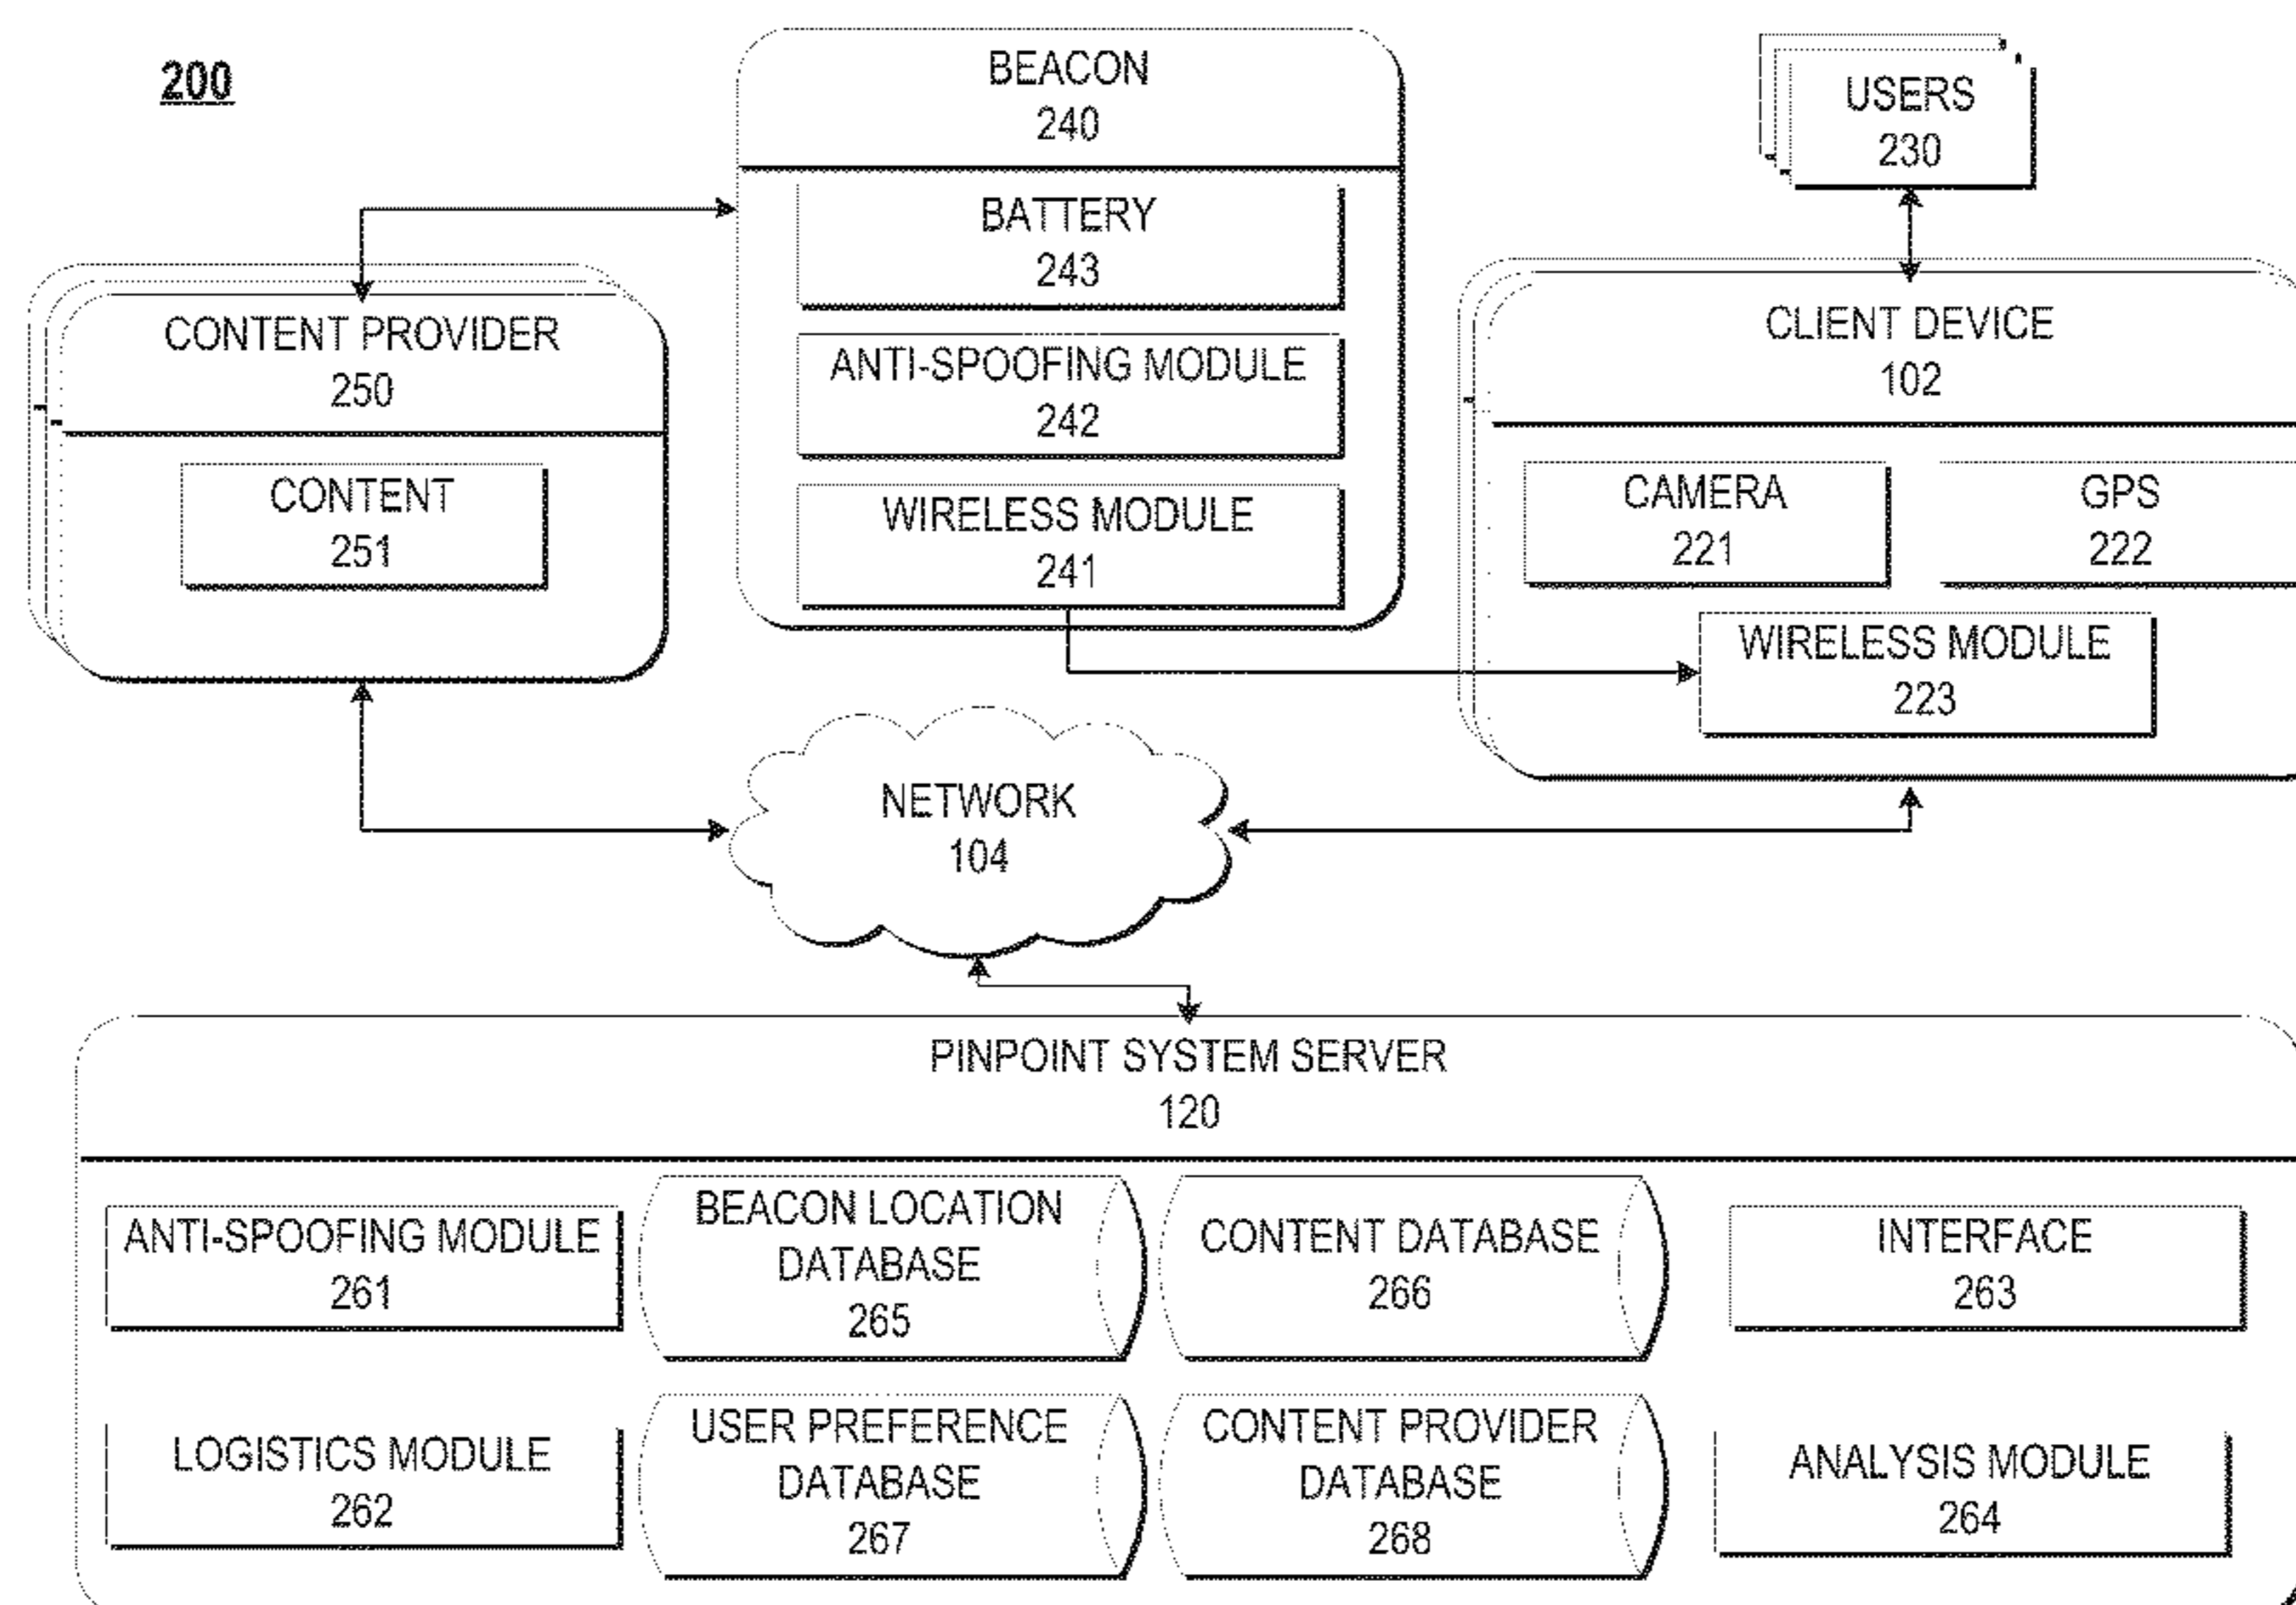 200
BEACON
240
BATTERY
243
ANTI-SPOOFING MODULE
242
WIRELESS MODULE
241
USERS
230
CONTENT PROVIDER
250
CONTENT
251
CLIENT DEVICE
102
CAMERA
221
GPS
222
WIRELESS MODULE
223
NETWORK
104
PINPOINT SYSTEM SERVER
120
ANTI-SPOOFING MODULE
261
BEACON LOCATION
DATABASE
265
CONTENT DATABASE
266
INTERFACE
263
LOGISTICS MODULE
262
USER PREFERENCE
DATABASE
267
CONTENT PROVIDER
DATABASE
268
ANALYSIS MODULE
264